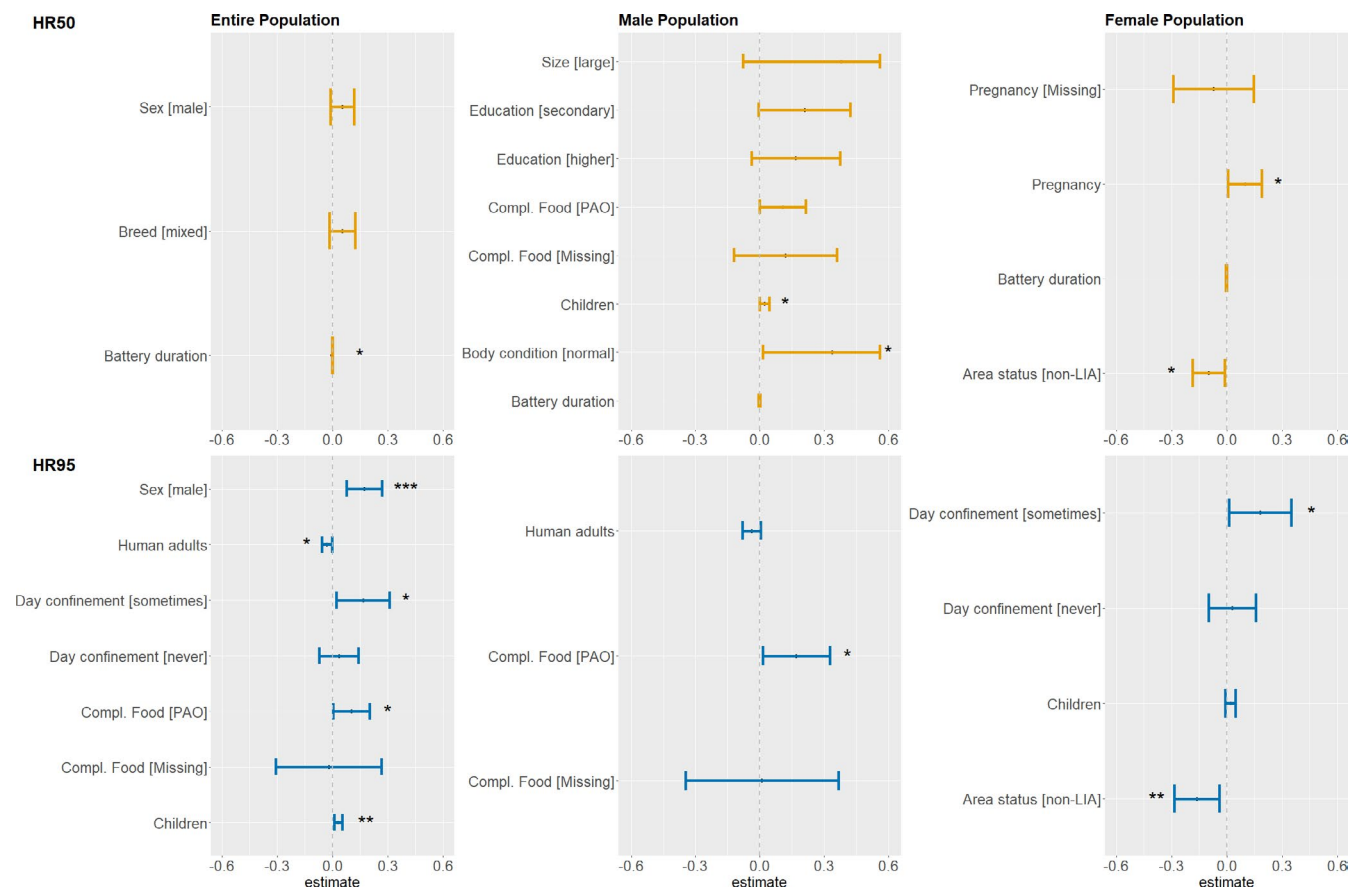 HR50
Entire Population
Sex [male]
Breed [mixed]
Battery duration
*
-0.6 -0.3 0.0 0.3 0.6
Male Population
Size [large]
Education [secondary]
Education [higher]
Compl. Food [PAO]
Compl. Food [Missing]
Children
*
Body condition [normal]
*
Battery duration
-0.6 -0.3 0.0 0.3 0.6
Female Population
Pregnancy [Missing]
Pregnancy
*
Battery duration
Area status [non-LIA]
*
-0.6 -0.3 0.0 0.3 0.6
HR95
Sex [male]
***
Human adults
*
Day confinement [sometimes]
*
Day confinement [never]
Compl. Food [PAO]
*
Compl. Food [Missing]
Children
**
-0.6 -0.3 0.0 0.3 0.6
estimate
Human adults
Compl. Food [PAO]
*
Compl. Food [Missing]
-0.6 -0.3 0.0 0.3 0.6
estimate
Day confinement [sometimes]
*
Day confinement [never]
Children
Area status [non-LIA]
**
-0.6 -0.3 0.0 0.3 0.6
estimate